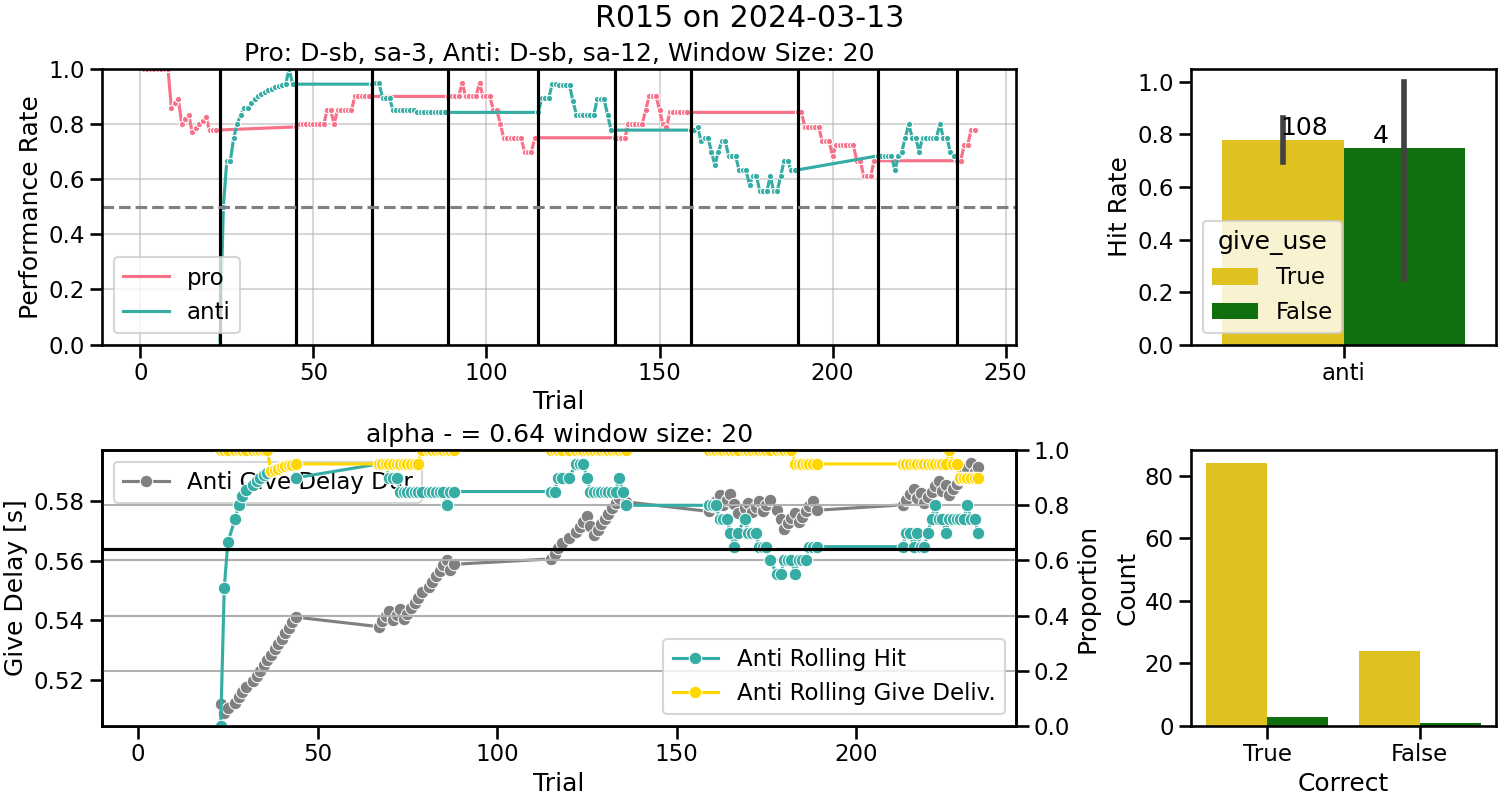 R015 on 2024-03-13
Pro: D-sb, sa-3, Anti: D-sb, sa-12, Window Size: 20
Performance Rate
1.0
0.8
0.6
0.4
0.2
0.0
pro
anti
0
50
100
150
200
250
Trial
Hit Rate
1.0
0.8
0.6
0.4
0.2
0.0
108
4
give_use
True
False
anti
alpha - = 0.64 window size: 20
Give Delay [s]
0.58
0.56
0.54
0.52
Anti Give Delay Dur
Anti Rolling Hit
Anti Rolling Give Deliv.
1.0
0.8
0.6
0.4
0.2
0.0
Proportion
0
50
100
150
200
Trial
Count
80
60
40
20
0
True
False
Correct